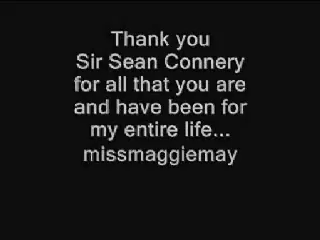 Thank you
Sir Sean Connery
for all that you are
and have been for
my entire life...
missmaggiemay